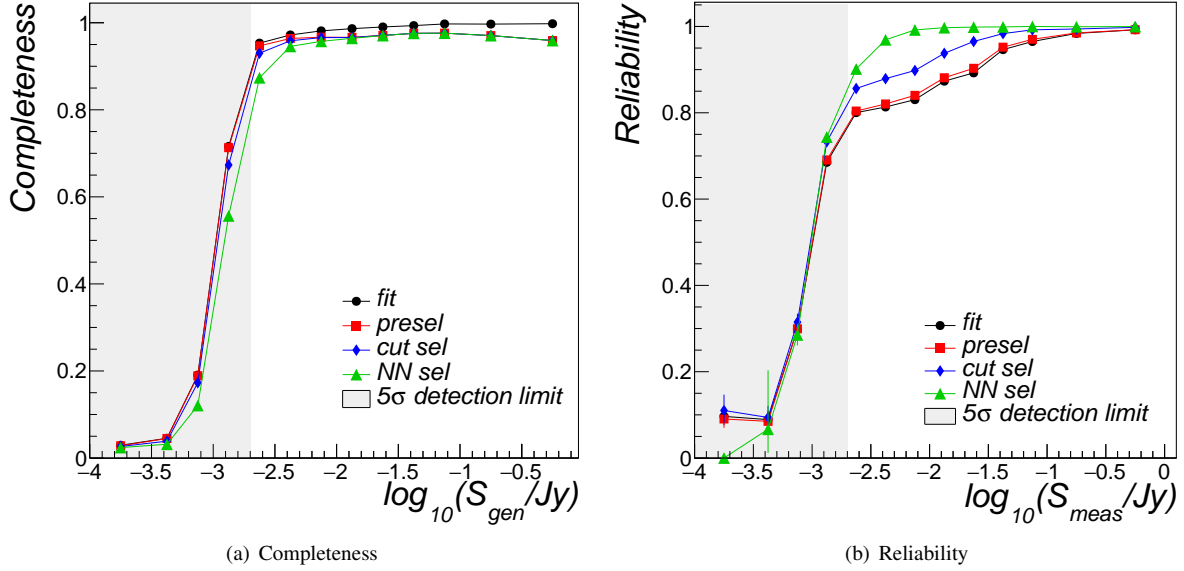 Completeness
1
0.8
0.6
0.4
0.2
0
−4
−3.5
−3
−2.5
−2
−1.5
−1
−0.5
log₁₀(S_gen/Jy)
fit
presel
cut sel
NN sel
5σ detection limit
(a) Completeness
Reliability
1
0.8
0.6
0.4
0.2
0
−4
−3.5
−3
−2.5
−2
−1.5
−1
−0.5
0
log₁₀(S_meas/Jy)
fit
presel
cut sel
NN sel
5σ detection limit
(b) Reliability